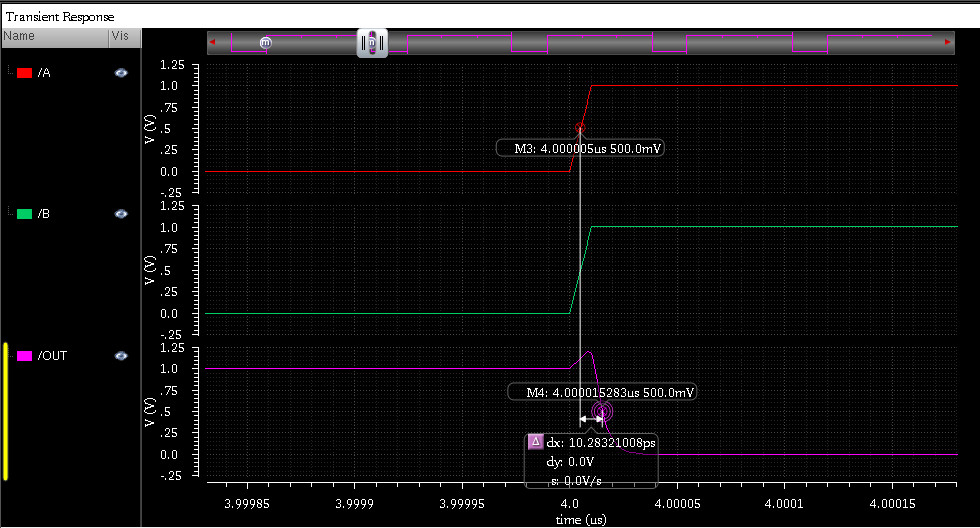 Transient Response
Name Vis
/A
1.25
1.0
.75
.5
.25
0.0
-.25
V (V)
M3: 4.000005us 500.0mV
/B
1.25
1.0
.75
.5
.25
0.0
-.25
V (V)
/OUT
1.25
1.0
.75
.5
.25
0.0
-.25
V (V)
M4: 4.000015283us 500.0mV
Δ dx: 10.28321008ps
dy: 0.0V
s: 0.0V/s
3.99985 3.9999 3.99995 4.0 4.00005 4.0001 4.00015
time (us)